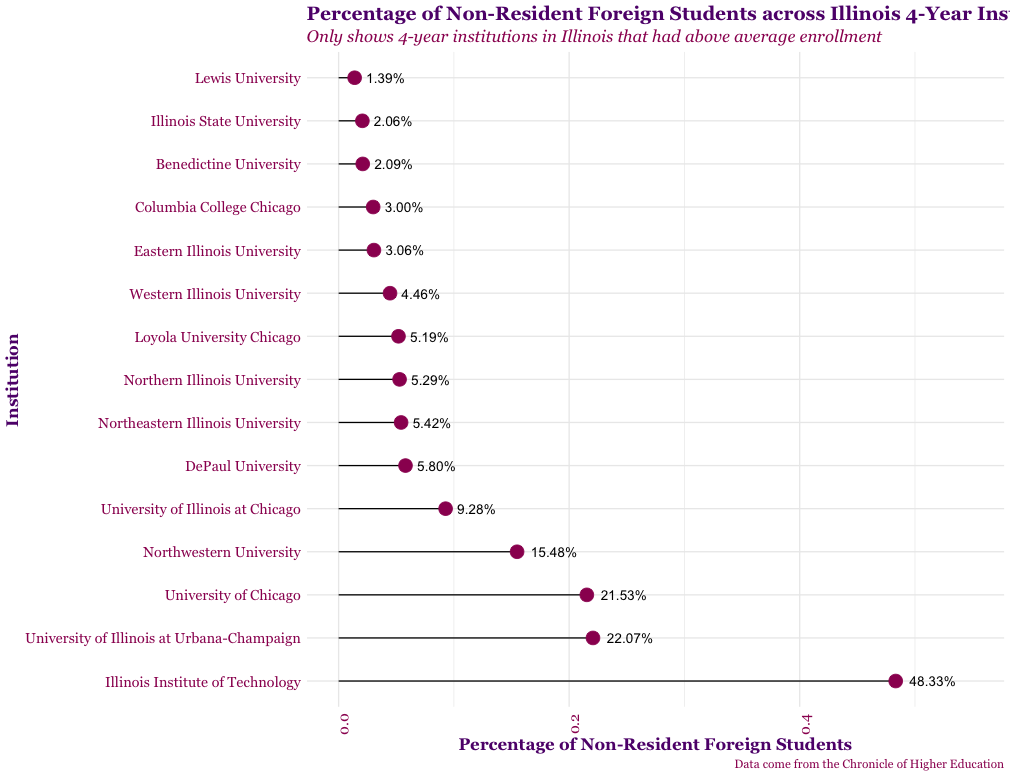 Percentage of Non-Resident Foreign Students across Illinois 4-Year
Only shows 4-year institutions in Illinois that had above average enrollment
Institution
Lewis University 1.39%
Illinois State University 2.06%
Benedictine University 2.09%
Columbia College Chicago 3.00%
Eastern Illinois University 3.06%
Western Illinois University 4.46%
Loyola University Chicago 5.19%
Northern Illinois University 5.29%
Northeastern Illinois University 5.42%
DePaul University 5.80%
University of Illinois at Chicago 9.28%
Northwestern University 15.48%
University of Chicago 21.53%
University of Illinois at Urbana-Champaign 22.07%
Illinois Institute of Technology 48.33%
0.0 0.2 0.4
Percentage of Non-Resident Foreign Students
Data come from the Chronicle of Higher Education